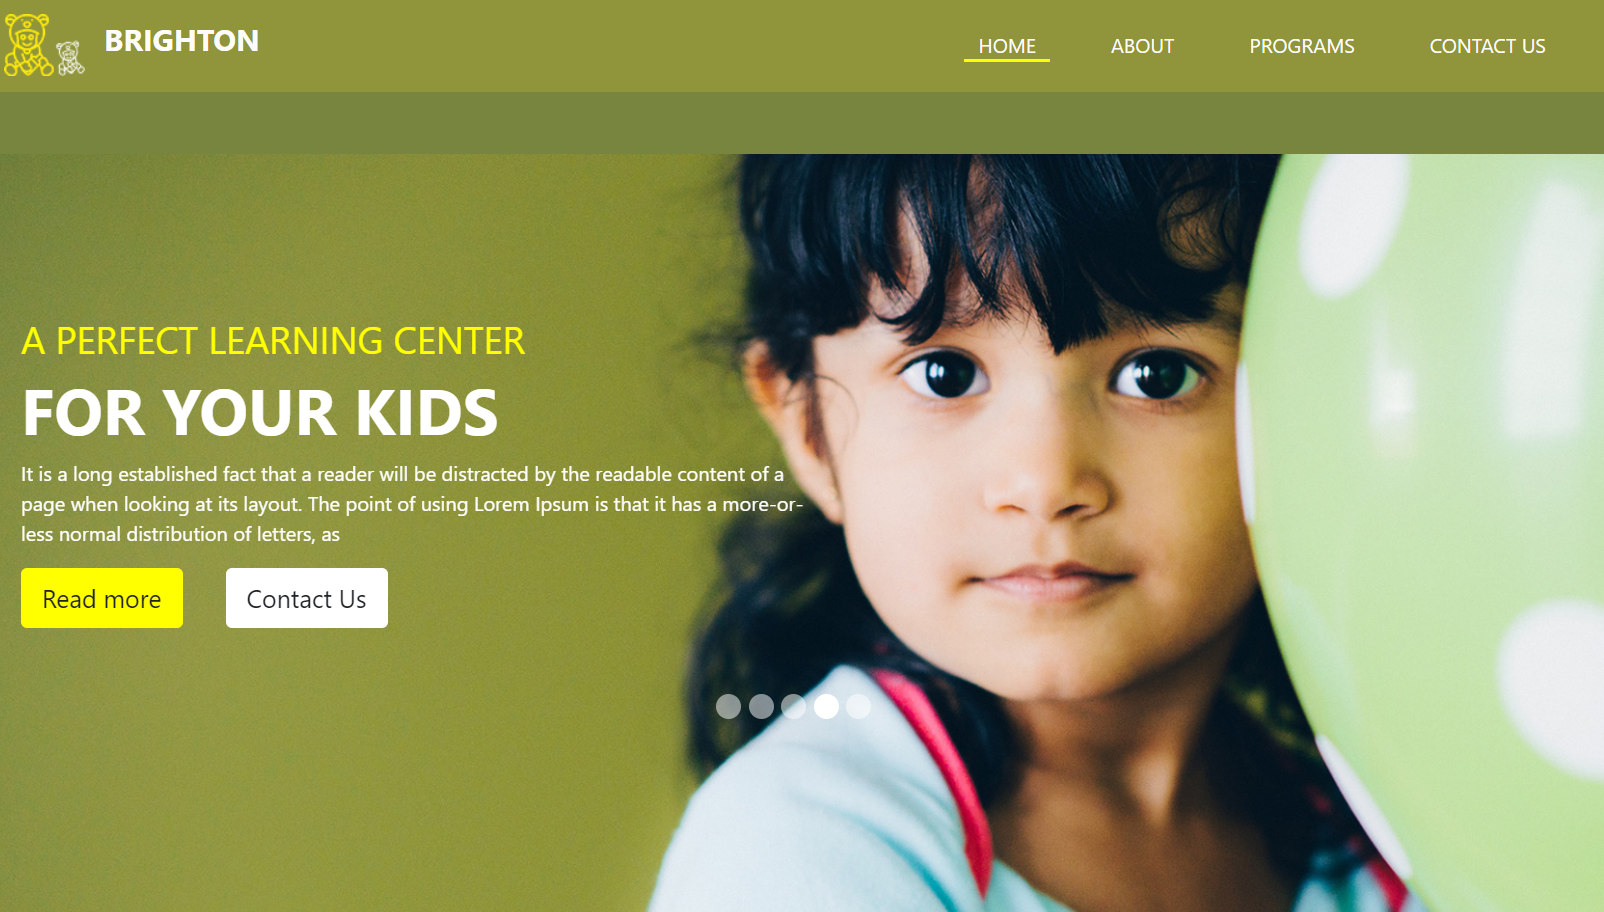 BRIGHTON
HOME ABOUT PROGRAMS CONTACT US
A PERFECT LEARNING CENTER
FOR YOUR KIDS
It is a long established fact that a reader will be distracted by the readable content of a
page when looking at its layout. The point of using Lorem Ipsum is that it has a more-or-
less normal distribution of letters, as
Read more Contact Us